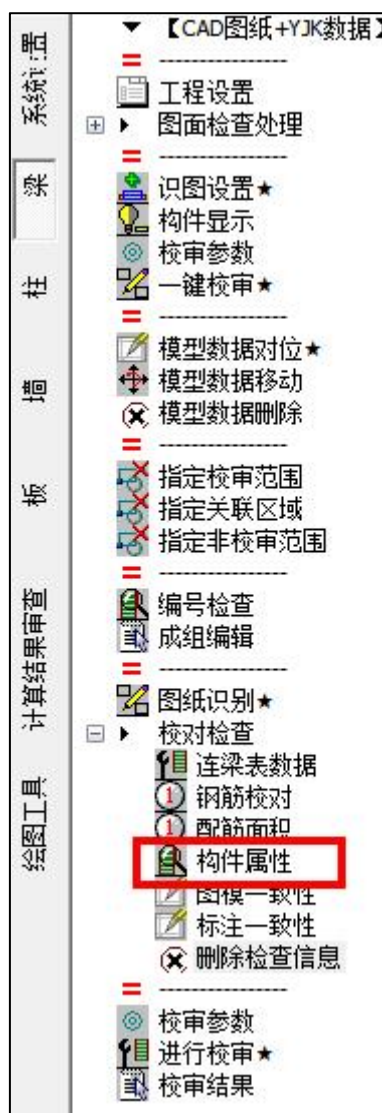 系统设置
梁
柱
墙
板
计算结果审查
绘图工具
【CAD图纸+YJK数据】
= ----------------
工程设置
图面检查处理
= ----------------
识图设置★
构件显示
校审参数
一键校审★
= ----------------
模型数据对位★
模型数据移动
模型数据删除
= ----------------
指定校审范围
指定关联区域
指定非校审范围
= ----------------
编号检查
成组编辑
= ----------------
图纸识别★
校对检查
连梁表数据
钢筋校对
配筋面积
构件属性
图模一致性
标注一致性
删除检查信息
= ----------------
校审参数
进行校审★
校审结果